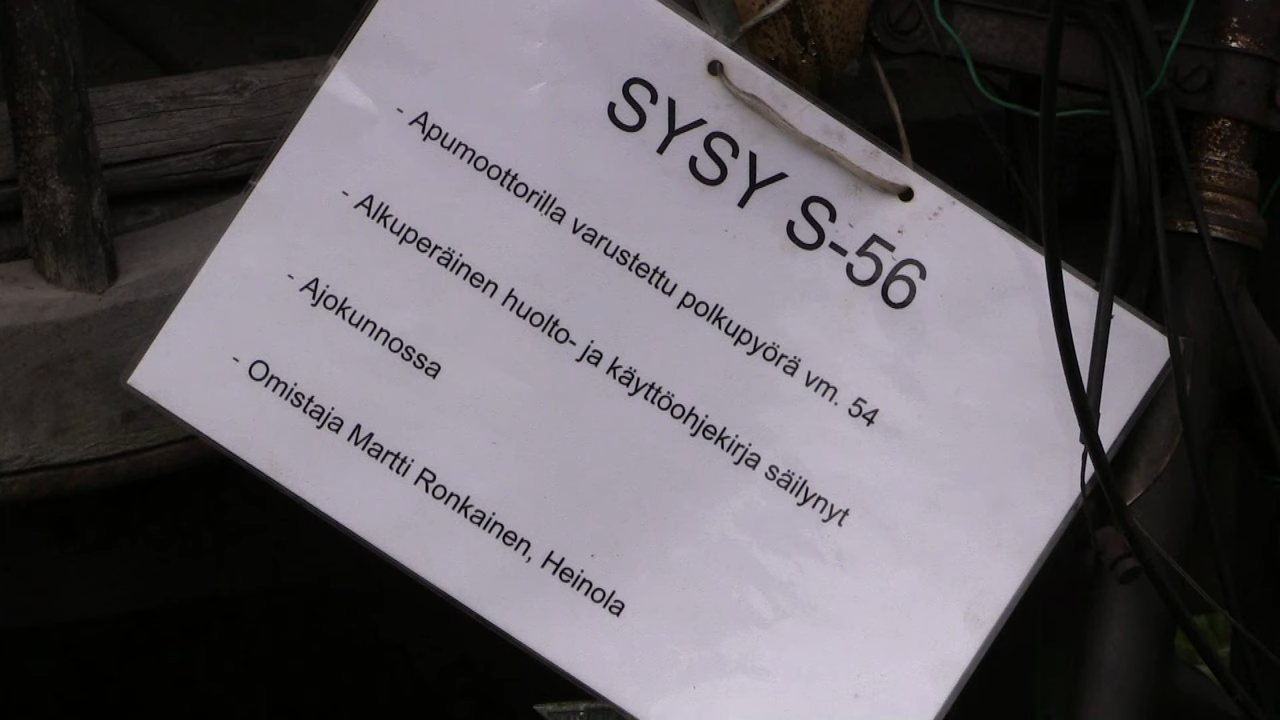 SYSY S-56
- Apumoottorilla varustettu polkupyörä vm. 54
- Alkuperäinen huolto- ja käyttöohjekirja säilynyt
- Ajokunnossa
- Omistaja Martti Ronkainen, Heinola